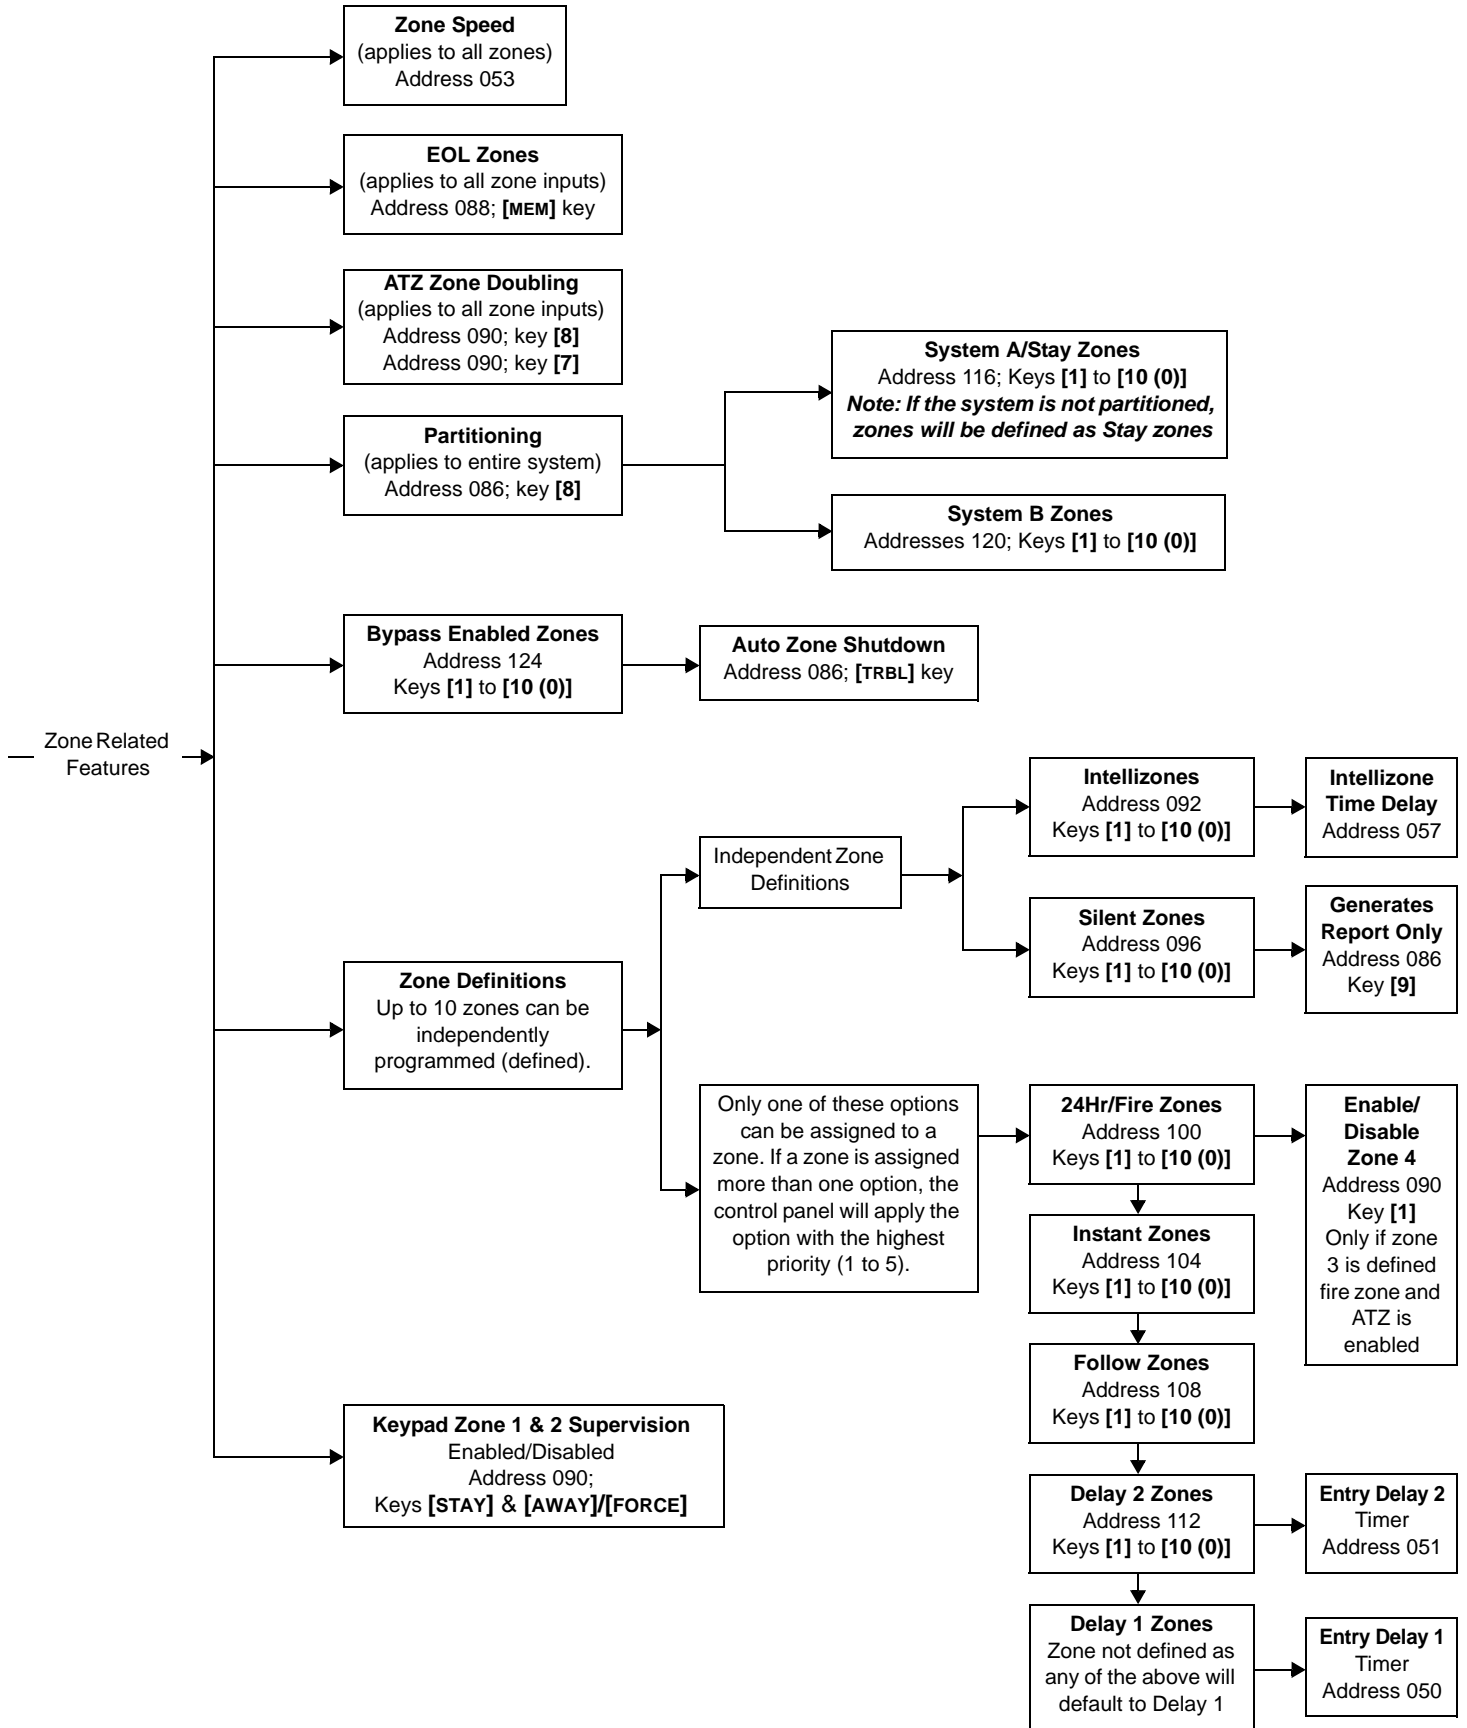 Zone Speed
(applies to all zones)
Address 053
EOL Zones
(applies to all zone inputs)
Address 088; [MEM] key
ATZ Zone Doubling
(applies to all zone inputs)
Address 090; key [8]
Address 090; key [7]
Partitioning
(applies to entire system)
Address 086; key [8]
System A/Stay Zones
Address 116; Keys [1] to [10 (0)]
Note: If the system is not partitioned,
zones will be defined as Stay zones
System B Zones
Addresses 120; Keys [1] to [10 (0)]
Bypass Enabled Zones
Address 124
Keys [1] to [10 (0)]
Auto Zone Shutdown
Address 086; [TRBL] key
Zone Related
Features
Zone Definitions
Up to 10 zones can be
independently
programmed (defined).
Independent Zone
Definitions
Intellizones
Address 092
Keys [1] to [10 (0)]
Intellizone
Time Delay
Address 057
Silent Zones
Address 096
Keys [1] to [10 (0)]
Generates
Report Only
Address 086
Key [9]
Only one of these options
can be assigned to a
zone. If a zone is assigned
more than one option, the
control panel will apply the
option with the highest
priority (1 to 5).
24Hr/Fire Zones
Address 100
Keys [1] to [10 (0)]
Enable/
Disable
Zone 4
Address 090
Key [1]
Only if zone
3 is defined
fire zone and
ATZ is
enabled
Instant Zones
Address 104
Keys [1] to [10 (0)]
Follow Zones
Address 108
Keys [1] to [10 (0)]
Keypad Zone 1 & 2 Supervision
Enabled/Disabled
Address 090;
Keys [STAY] & [AWAY]/[FORCE]
Delay 2 Zones
Address 112
Keys [1] to [10 (0)]
Entry Delay 2
Timer
Address 051
Delay 1 Zones
Zone not defined as
any of the above will
default to Delay 1
Entry Delay 1
Timer
Address 050